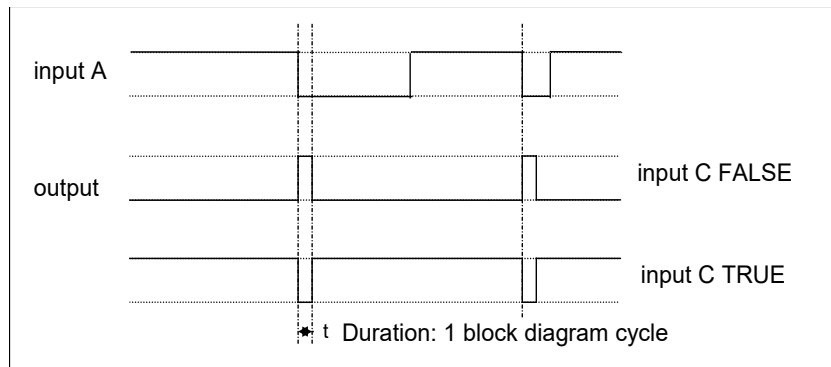 input A
input C FALSE
output
input C TRUE
t Duration: 1 block diagram cycle